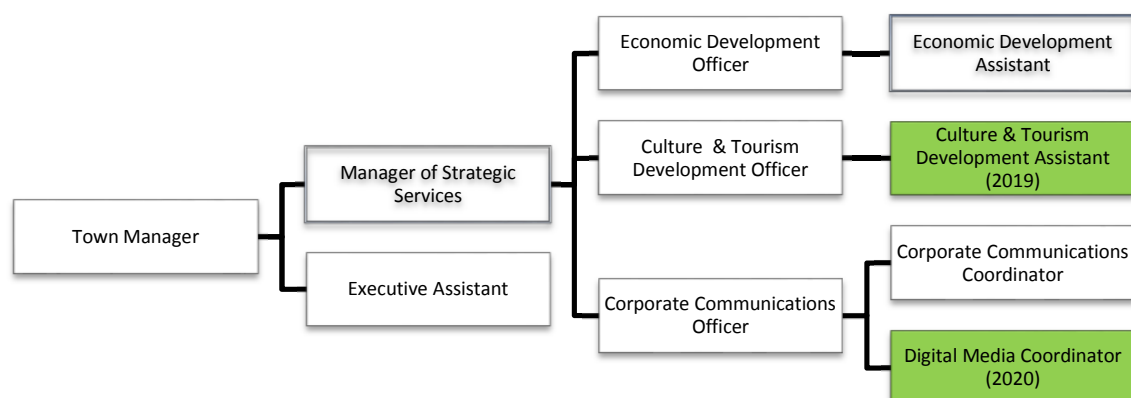 Town Manager
Manager of Strategic
Services
Executive Assistant
Economic Development
Officer
Culture & Tourism
Development Officer
Corporate Communications
Officer
Economic Development
Assistant
Culture & Tourism
Development Assistant
(2019)
Corporate Communications
Coordinator
Digital Media Coordinator
(2020)